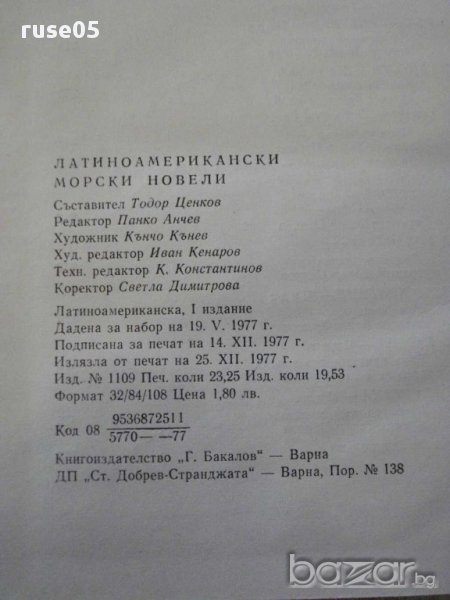 ruse05
ЛАТИНОАМЕРИКАНСКИ
МОРСКИ НОВЕЛИ
Съставител Тодор Ценков
Редактор Панко Анчев
Художник Кънчо Кънев
Худ. редактор Иван Кенаров
Техн. редактор К. Константинов
Коректор Светла Димитрова
Латиноамериканска, I издание
Дадена за набор на 19. V. 1977 г.
Подписана за печат на 14. XII. 1977 г.
Излязла от печат на 25. XII. 1977 г.
Изд. № 1109 Печ. коли 23,25 Изд. коли 19,53
Формат 32/84/108 Цена 1,80 лв.
9536872511
Код 08
5770— —77
Книгоиздателство „Г. Бакалов“ — Варна
ДП „Ст. Добрев-Странджата“ — Варна, Пор. № 138
bazar.bg